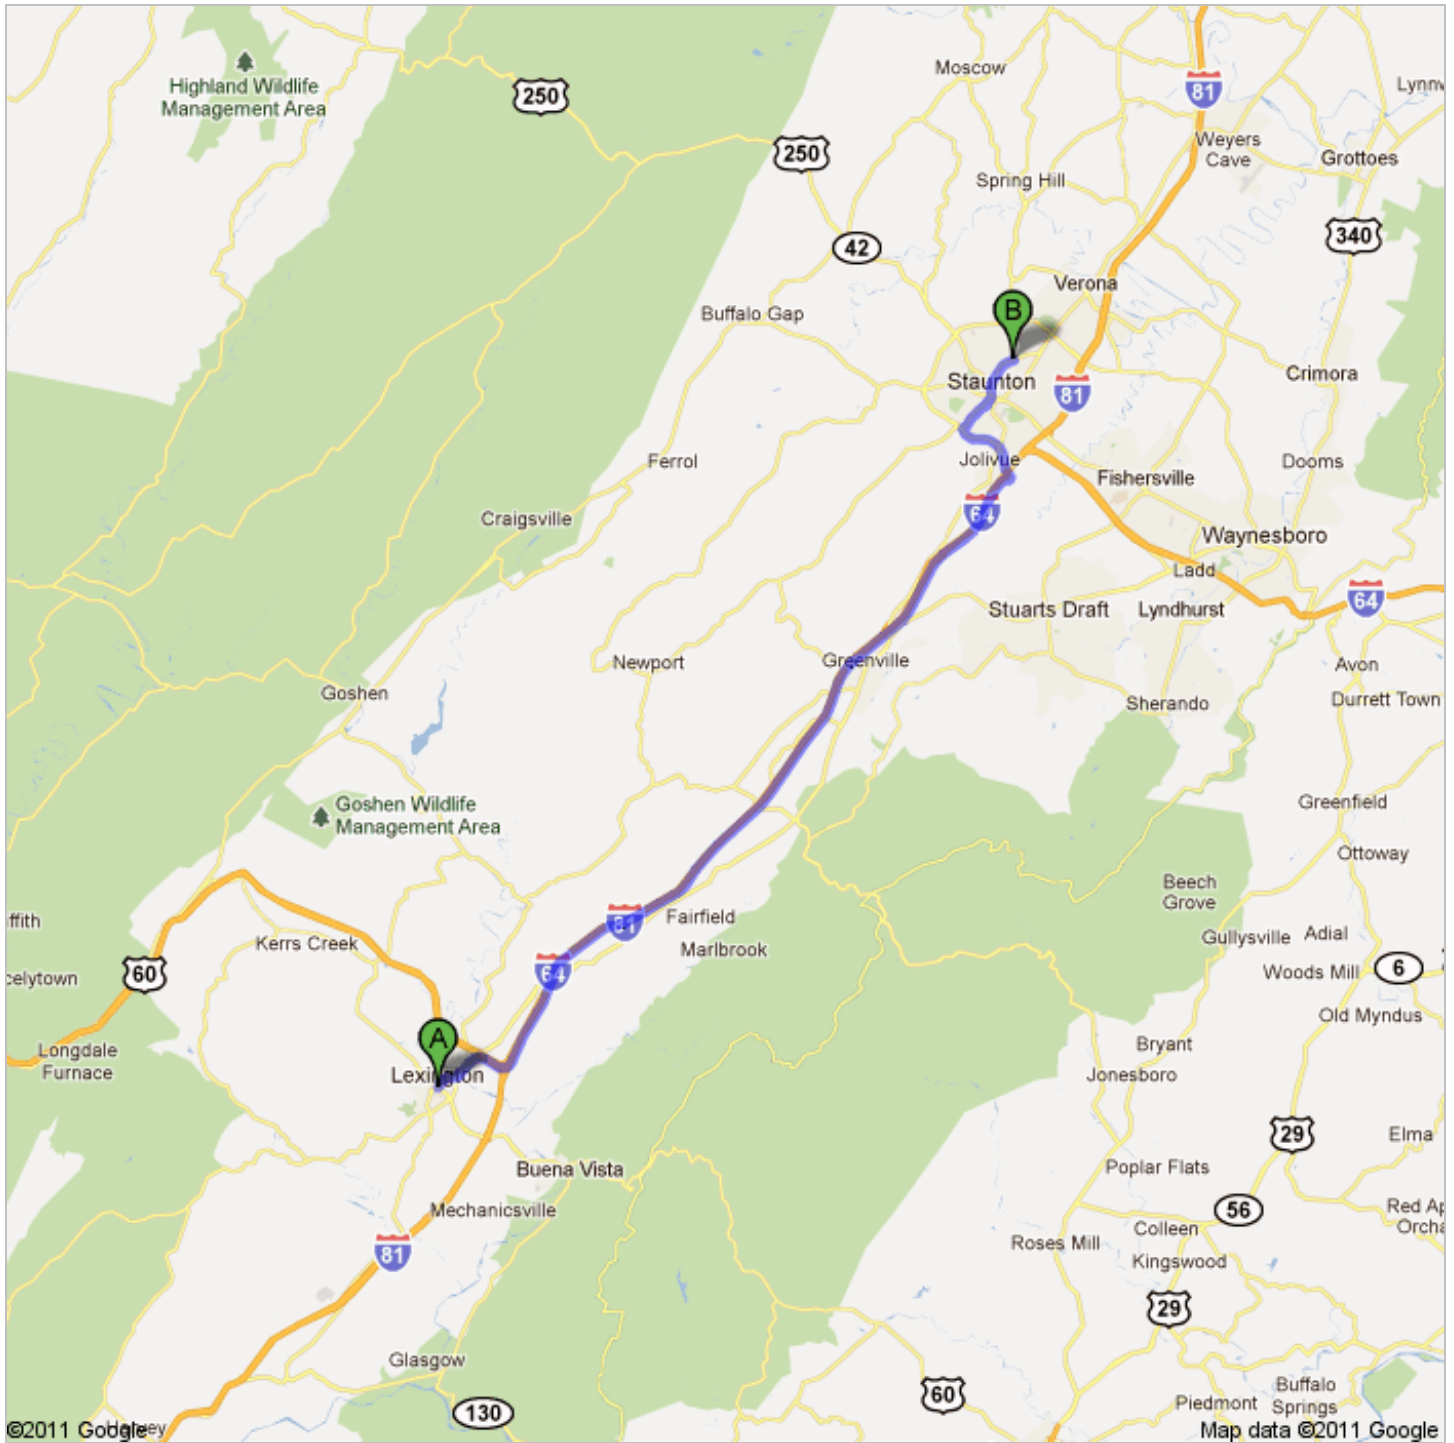 81
Moscow
Lynnw
Highland Wildlife
Management Area
250
250
Weyers
Cave
Grottoes
Spring Hill
340
42
Verona
B
Buffalo Gap
Crimora
Staunton
81
Ferrol
Jolivue
Dooms
Fishersville
64
Craigsville
Waynesboro
Ladd
64
Stuarts Draft
Lyndhurst
Greenville
Newport
Avon
Goshen
Sherando
Durrett Town
Goshen Wildlife
Management Area
Greenfield
Ottoway
Beech
Grove
ffith
81
Fairfield
Kerrs Creek
Marlbrook
Gullysville
Adial
60
celytown
64
Woods Mill
6
Old Myndus
A
Longdale
Furnace
Lexington
Bryant
Jonesboro
29
Elma
Buena Vista
Poplar Flats
Mechanicsville
56
Red Ap
Orcha
Colleen
81
Roses Mill
Kingswood
29
Glasgow
60
130
Piedmont
Buffalo
Springs
©2011 Google
Map data ©2011 Google